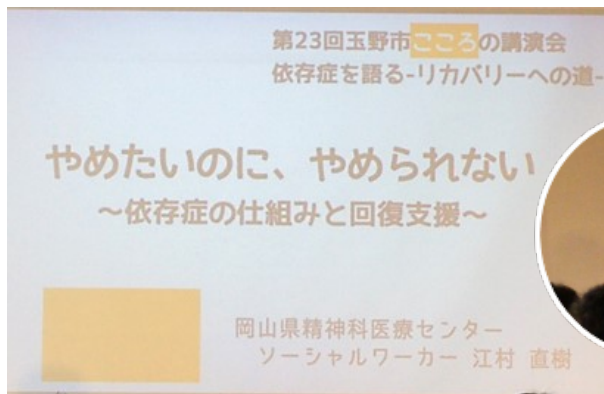 第23回玉野市こころの講演会
依存症を語る-リカバリーへの道-
やめたいのに、やめられない
～依存症の仕組みと回復支援～
岡山県精神科医療センター
ソーシャルワーカー 江村 直樹